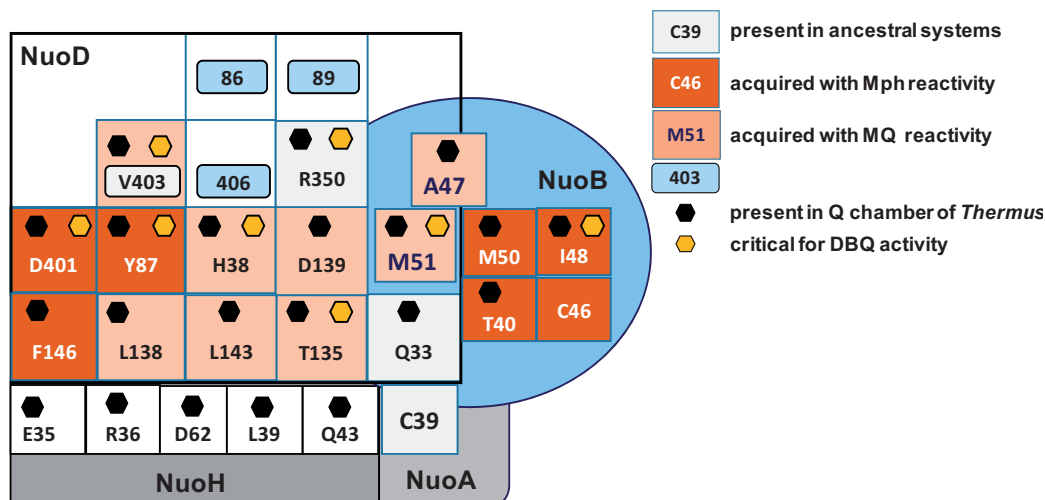 NuoD
86
89
C39
present in ancestral systems
C46
acquired with Mph reactivity
M51
acquired with MQ reactivity
403
present in Q chamber of Thermus
critical for DBQ activity
V403
406
R350
A47
NuoB
D401
Y87
H38
D139
M51
M50
I48
F146
L138
L143
T135
Q33
T40
C46
E35
R36
D62
L39
Q43
C39
NuoH
NuoA